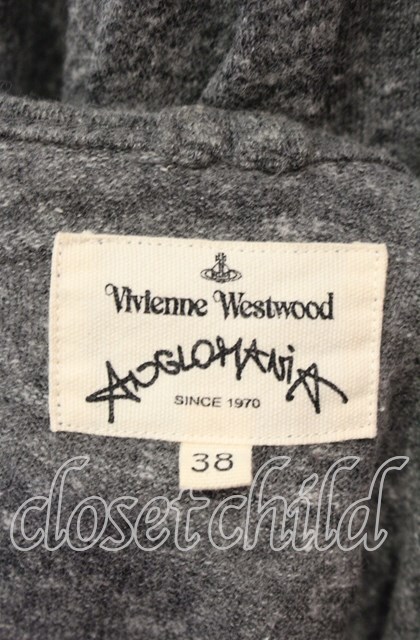 Vivienne Westwood
ANGLOMANIA
SINCE 1970
38
closetchild